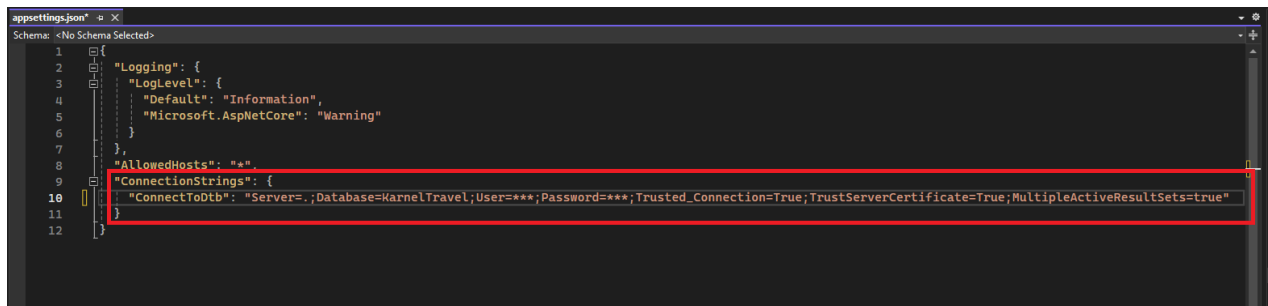 appsettings.json*
Schema: <No Schema Selected>
1 {
2 "Logging": {
3 "LogLevel": {
4 "Default": "Information",
5 "Microsoft.AspNetCore": "Warning"
6 }
7 },
8 "AllowedHosts": "*",
9 "ConnectionStrings": {
10 "ConnectToDtb": "Server=.;Database=KarnelTravel;User=***;Password=***;Trusted_Connection=True;TrustServerCertificate=True;MultipleActiveResultSets=true"
11 }
12 }